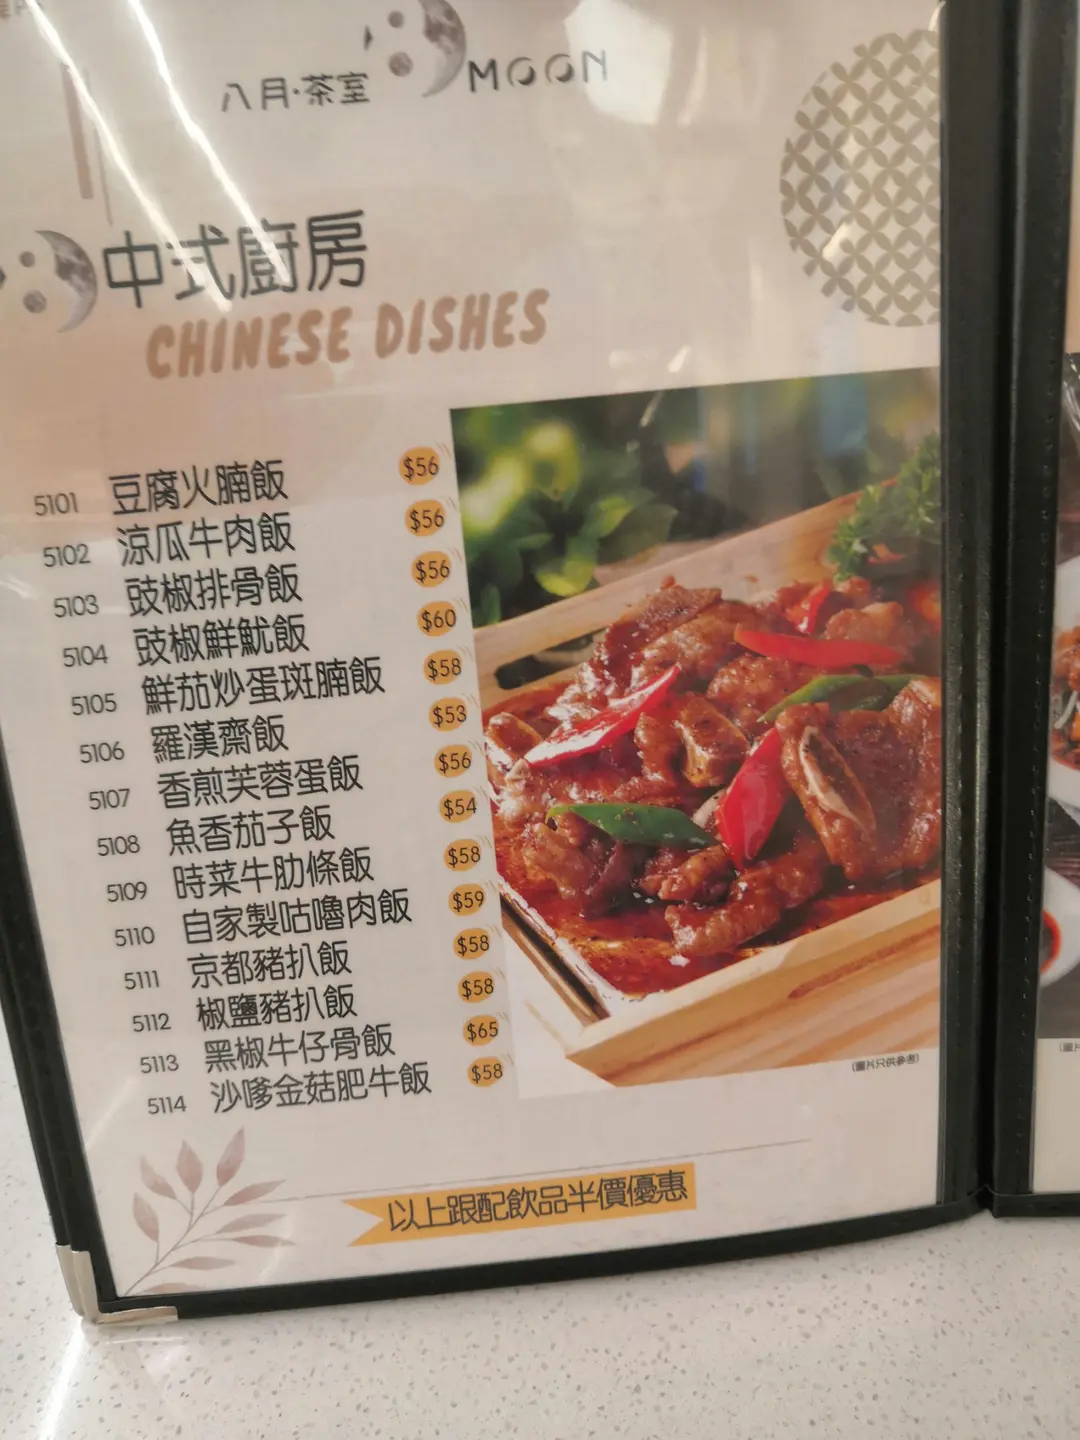 八月·茶室
MOON
中式廚房
CHINESE DISHES
5101 豆腐火腩飯 $56
5102 涼瓜牛肉飯 $56
5103 豉椒排骨飯 $56
5104 豉椒鮮魷飯 $60
5105 鮮茄炒蛋斑腩飯 $58
5106 羅漢齋飯 $53
5107 香煎芙蓉蛋飯 $56
5108 魚香茄子飯 $54
5109 時菜牛肋條飯 $58
5110 自家製咕嚕肉飯 $59
5111 京都豬扒飯 $58
5112 椒鹽豬扒飯 $58
5113 黑椒牛仔骨飯 $65
5114 沙嗲金菇肥牛飯 $58
(圖片只供參考)
以上跟配飲品半價優惠